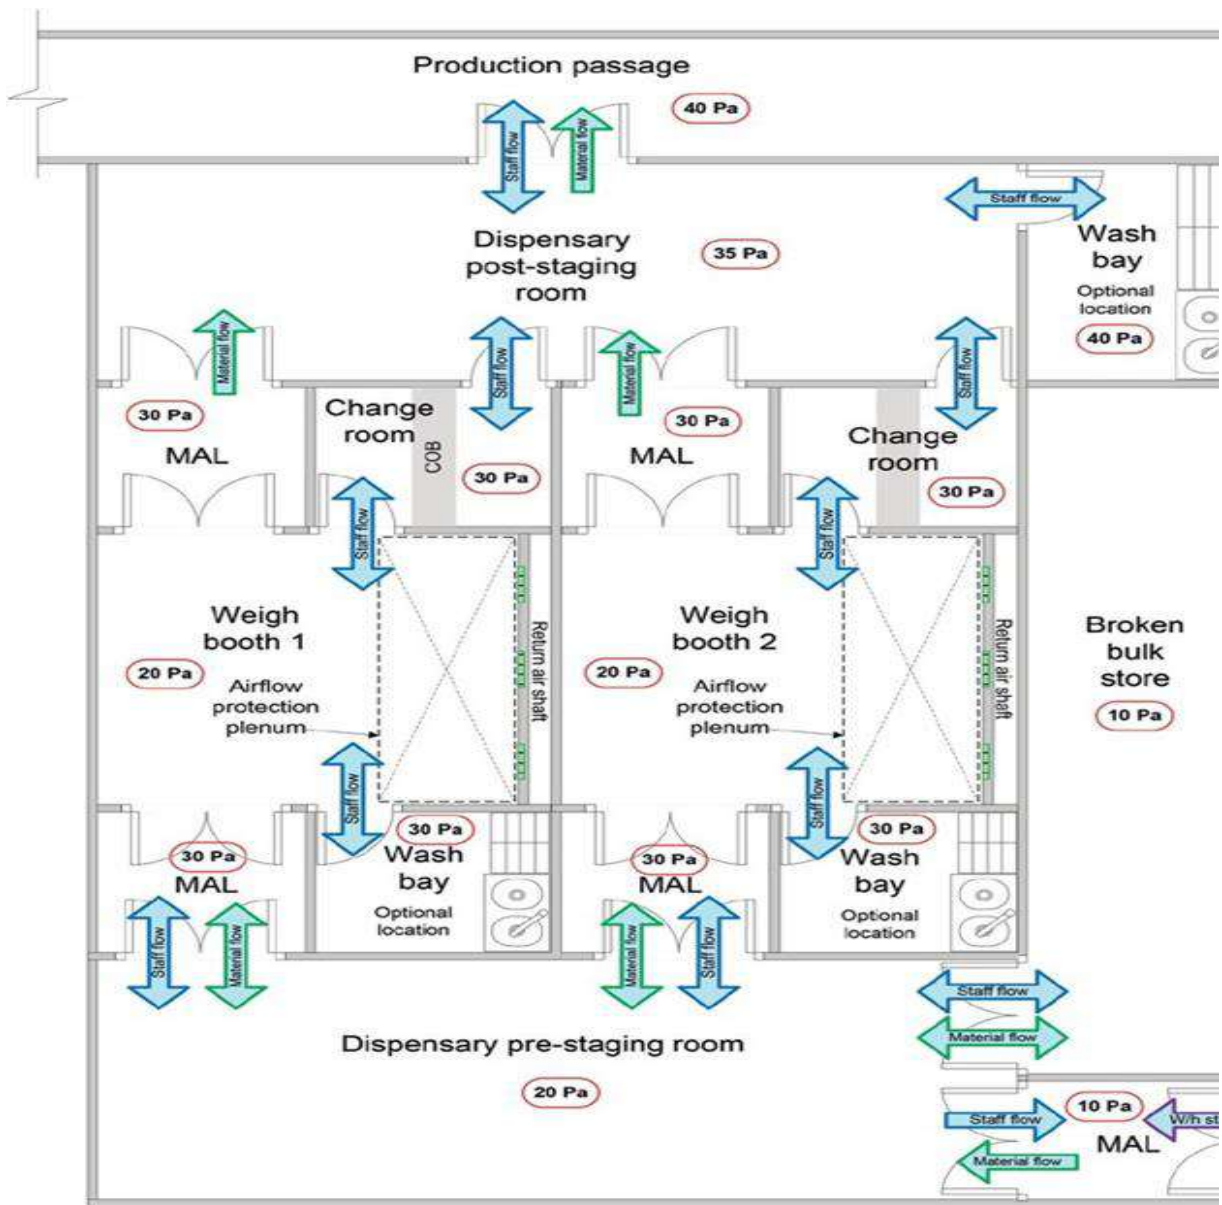 Production passage
40 Pa
Staff flow
Material flow
Staff flow
Dispensary
post-staging
room
35 Pa
Wash
bay
Optional
location
40 Pa
Material flow
Staff flow
Material flow
Staff flow
30 Pa
MAL
Change
room
COB
30 Pa
30 Pa
MAL
Change
room
30 Pa
Staff flow
Staff flow
Weigh
booth 1
20 Pa
Airflow
protection
plenum
Return air shaft
Weigh
booth 2
20 Pa
Airflow
protection
plenum
Return air shaft
Broken
bulk
store
10 Pa
Staff flow
Staff flow
30 Pa
MAL
30 Pa
Wash
bay
Optional
location
30 Pa
MAL
30 Pa
Wash
bay
Optional
location
Staff flow
Material flow
Material flow
Staff flow
Staff flow
Material flow
Dispensary pre-staging room
20 Pa
Staff flow
Material flow
10 Pa
MAL
W/h st